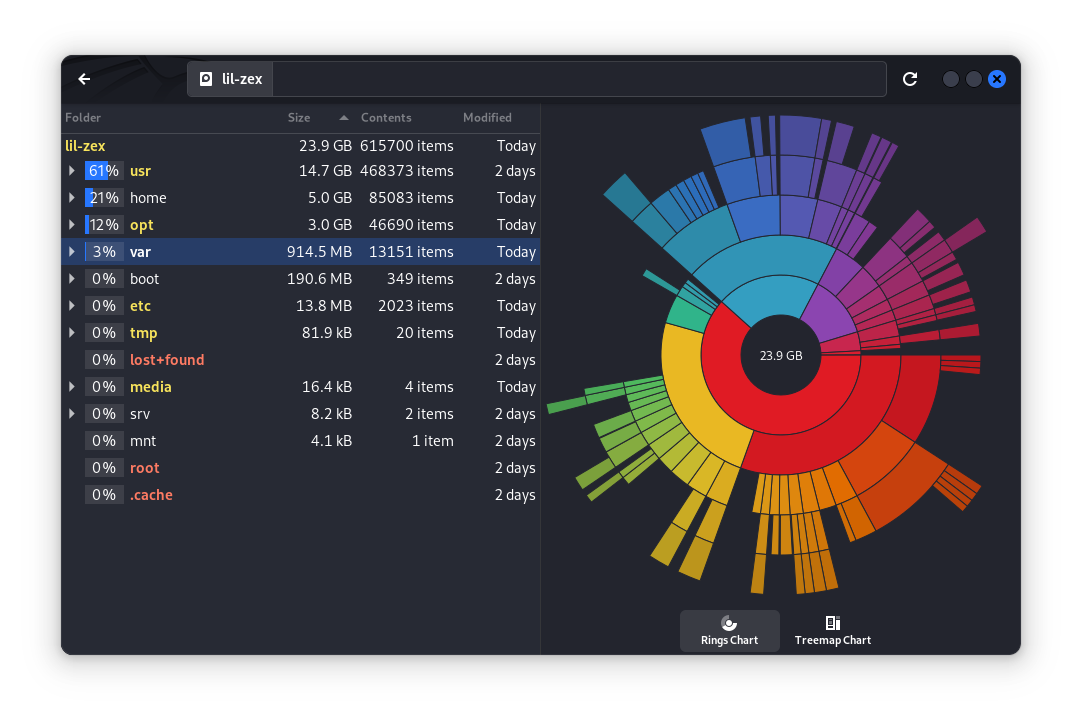 lil-zex
Folder Size Contents Modified
lil-zex 23.9 GB 615700 items Today
61% usr 14.7 GB 468373 items 2 days
21% home 5.0 GB 85083 items Today
12% opt 3.0 GB 46690 items Today
3% var 914.5 MB 13151 items Today
0% boot 190.6 MB 349 items 2 days
0% etc 13.8 MB 2023 items Today
0% tmp 81.9 kB 20 items Today
0% lost+found 2 days
0% media 16.4 kB 4 items Today
0% srv 8.2 kB 2 items 2 days
0% mnt 4.1 kB 1 item 2 days
0% root 2 days
0% .cache 2 days
23.9 GB
Rings Chart Treemap Chart